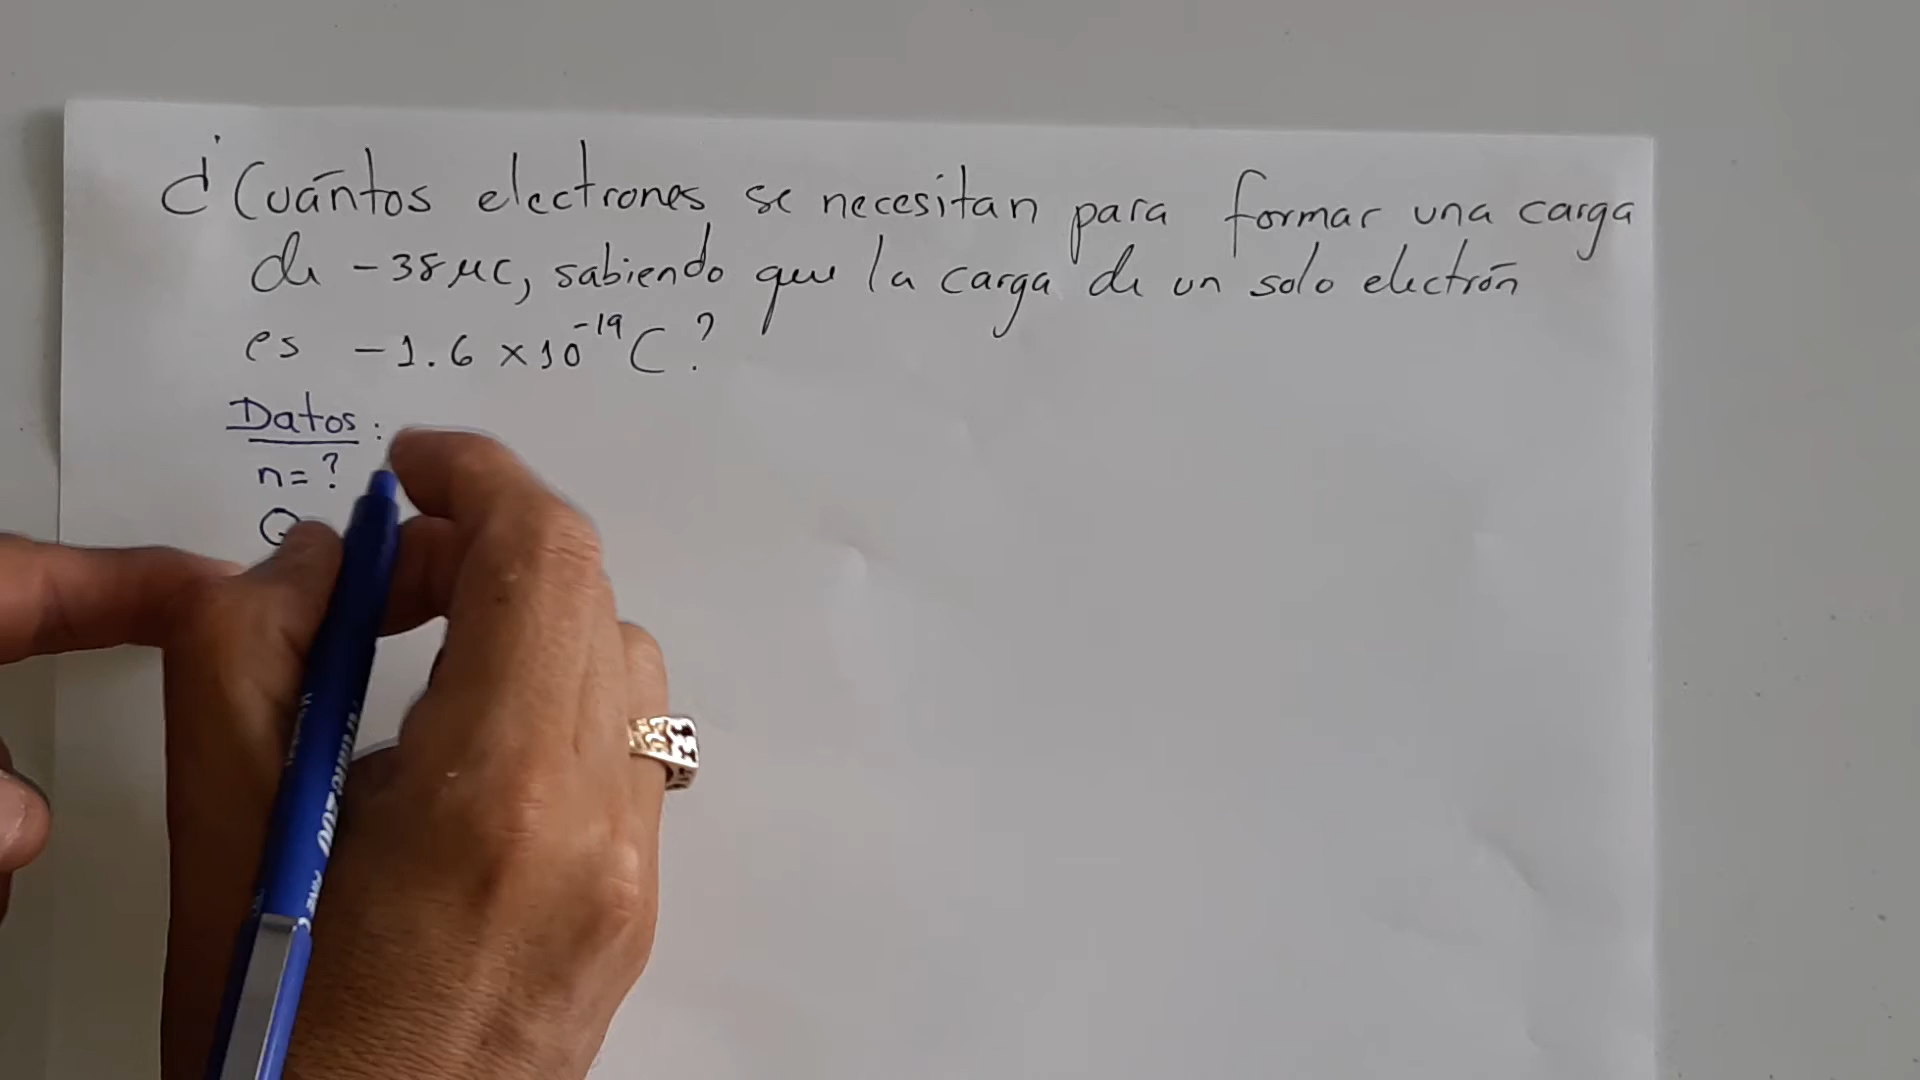 ¿Cuántos electrones se necesitan para formar una carga
de -38 μC, sabiendo que la carga de un solo electrón
es -1.6 x10⁻¹⁹ C?
Datos:
n=?
Q